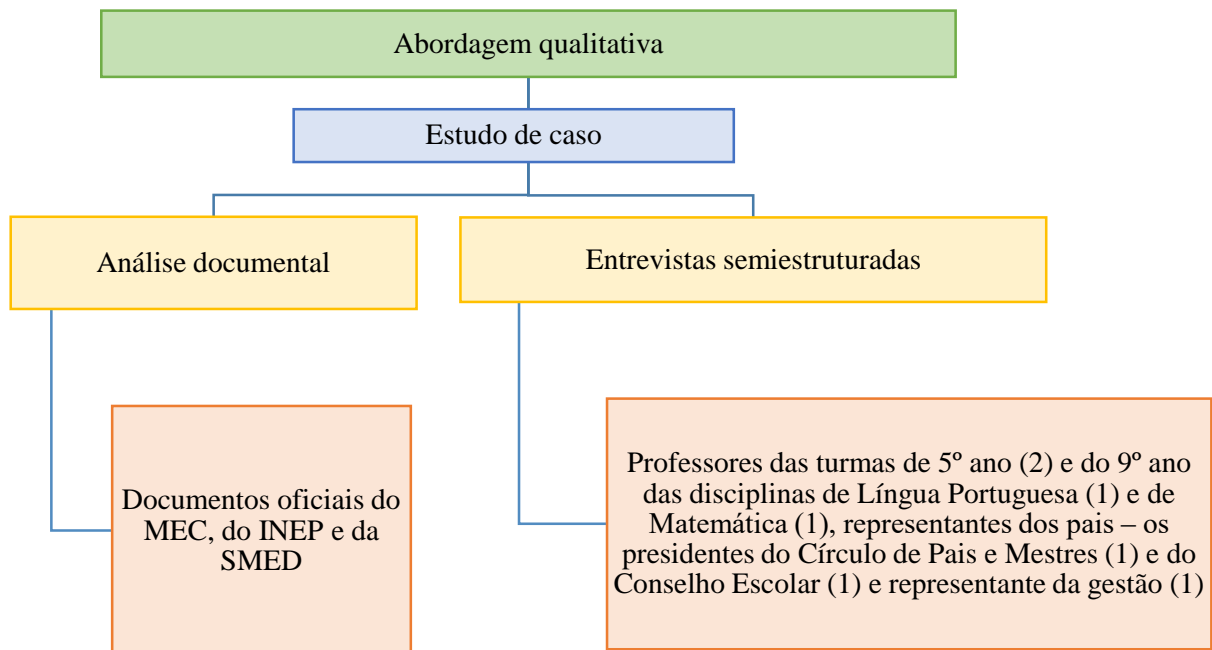 Abordagem qualitativa
Estudo de caso
Análise documental
Entrevistas semiestruturadas
Documentos oficiais do
MEC, do INEP e da
SMED
Professores das turmas de 5º ano (2) e do 9º ano
das disciplinas de Língua Portuguesa (1) e de
Matemática (1), representantes dos pais – os
presidentes do Círculo de Pais e Mestres (1) e do
Conselho Escolar (1) e representante da gestão (1)